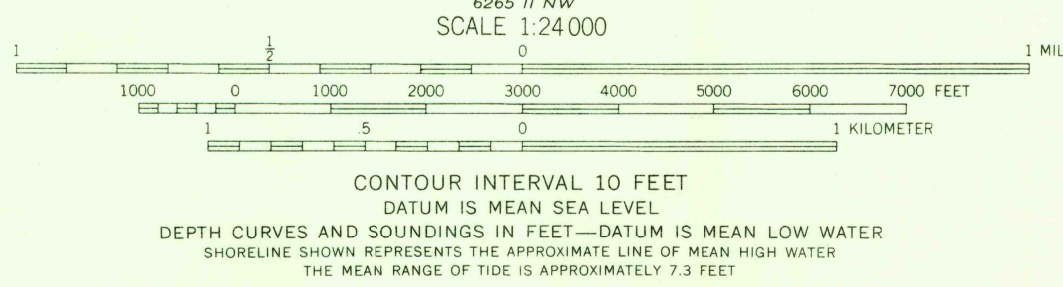 6265 II NW
SCALE 1:24 000
1 1/2 0 1 MIL
1000 0 1000 2000 3000 4000 5000 6000 7000 FEET
1 .5 0 1 KILOMETER
CONTOUR INTERVAL 10 FEET
DATUM IS MEAN SEA LEVEL
DEPTH CURVES AND SOUNDINGS IN FEET—DATUM IS MEAN LOW WATER
SHORELINE SHOWN REPRESENTS THE APPROXIMATE LINE OF MEAN HIGH WATER
THE MEAN RANGE OF TIDE IS APPROXIMATELY 7.3 FEET